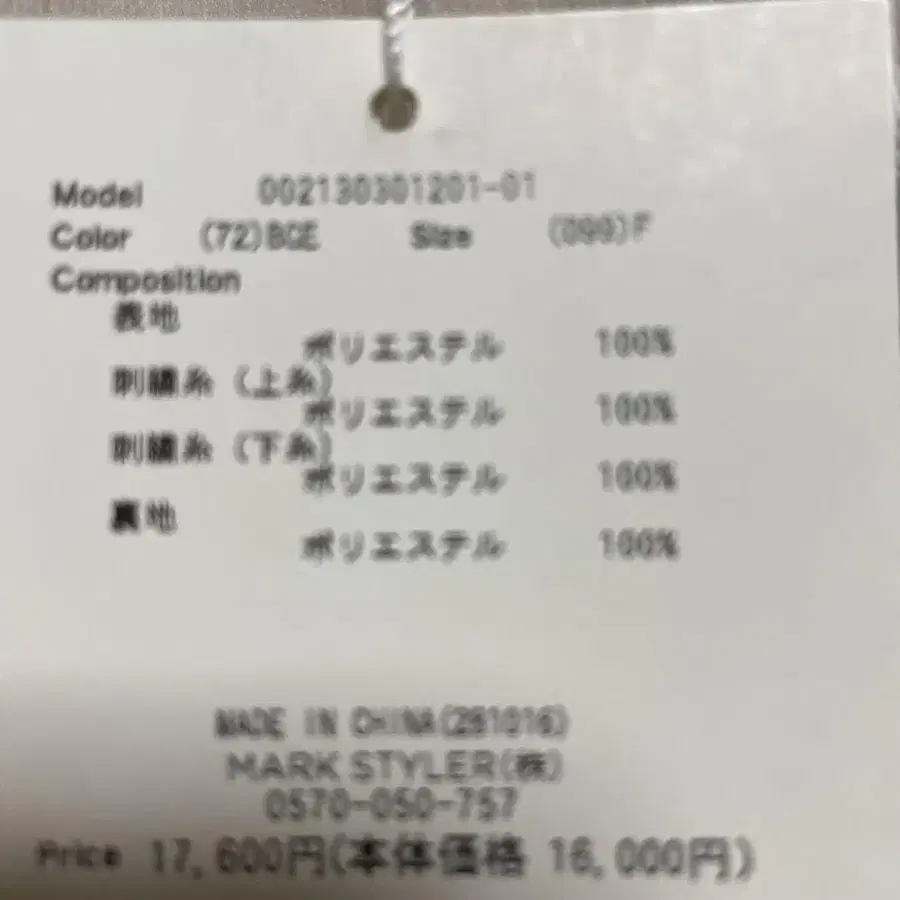 Model 002130301201-01
Color (72)BGE Size (099)F
Composition
表地
ポリエステル 100%
刺繍糸(上糸)
ポリエステル 100%
刺繍糸(下糸)
ポリエステル 100%
裏地
ポリエステル 100%
MADE IN CHINA(281016)
MARK STYLER(株)
0570-050-757
Price 17,600円(本体価格 16,000円)